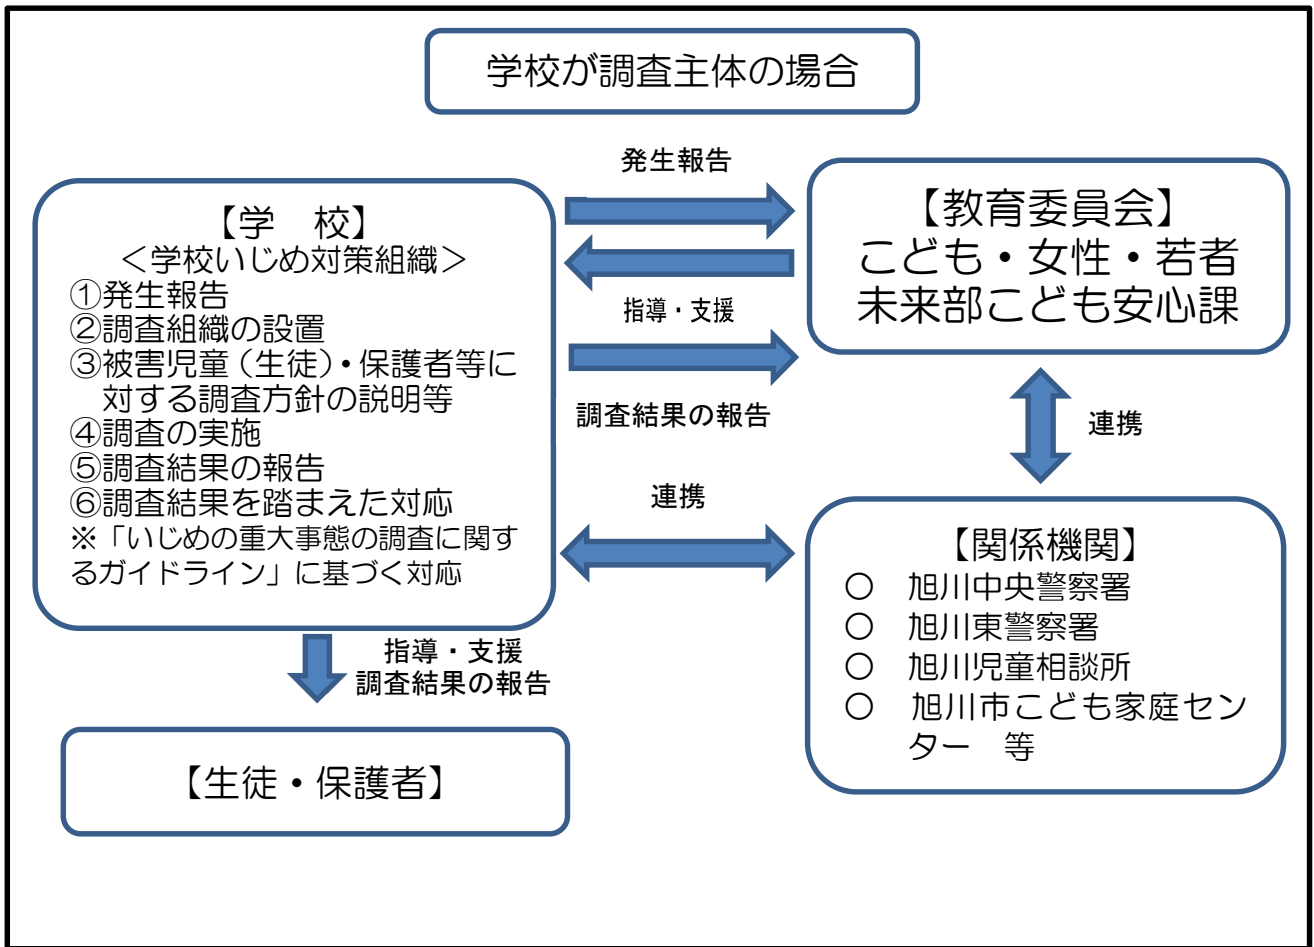 学校が調査主体の場合
【学　校】
＜学校いじめ対策組織＞
①発生報告
②調査組織の設置
③被害児童（生徒）・保護者等に
対する調査方針の説明等
④調査の実施
⑤調査結果の報告
⑥調査結果を踏まえた対応
※「いじめの重大事態の調査に関す
るガイドライン」に基づく対応
発生報告
指導・支援
調査結果の報告
連携
【教育委員会】
こども・女性・若者
未来部こども安心課
連携
【関係機関】
○　旭川中央警察署
○　旭川東警察署
○　旭川児童相談所
○　旭川市こども家庭セン
ター　等
指導・支援
調査結果の報告
【生徒・保護者】